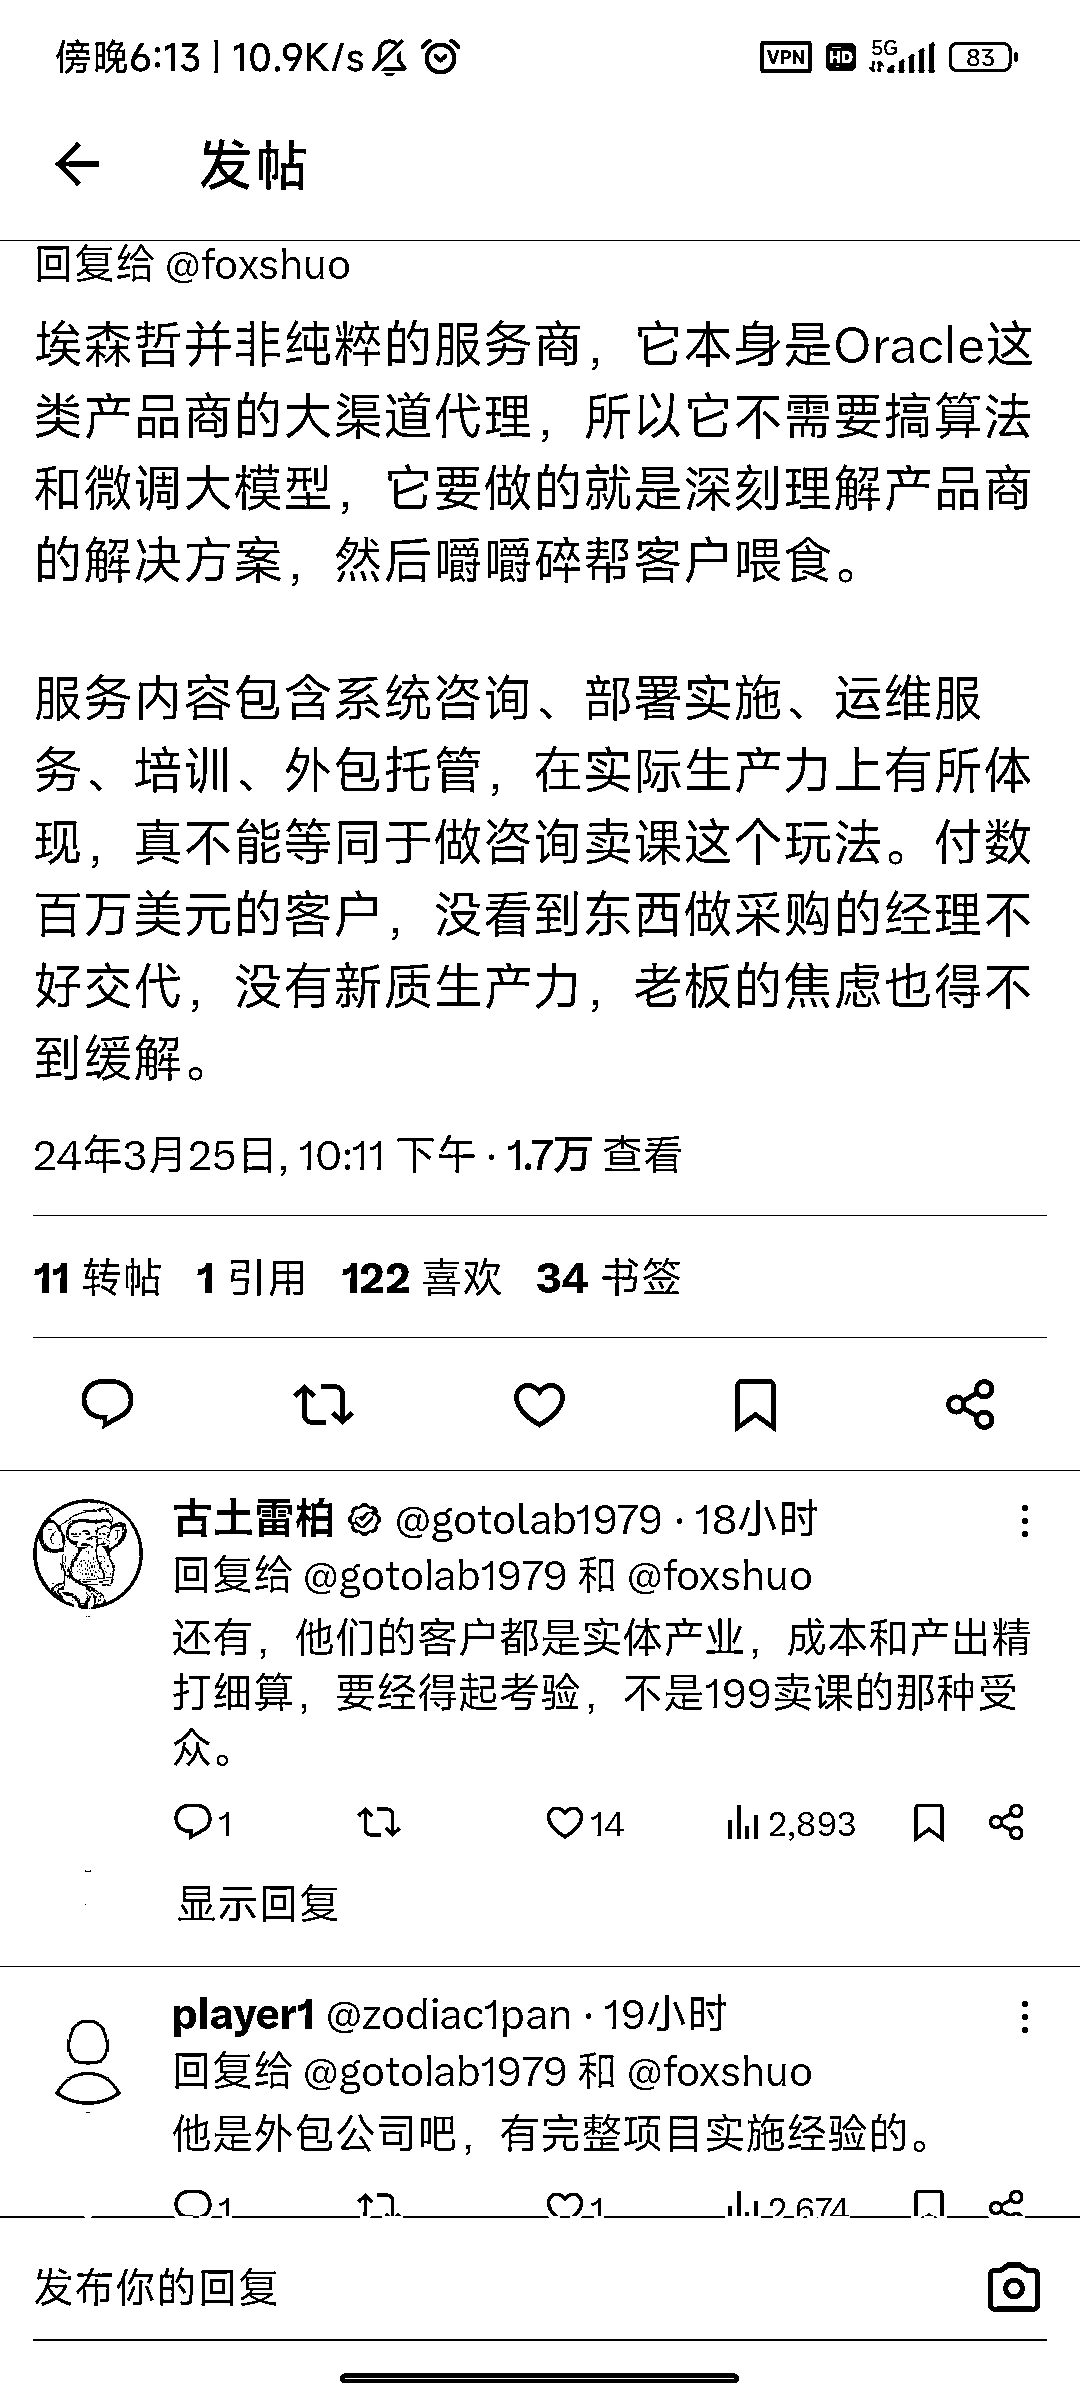 傍晚6:13 | 10.9K/s
VPN HD 5G 83
发帖
回复给 @foxshuo
埃森哲并非纯粹的服务商，它本身是Oracle这
类产品商的大渠道代理，所以它不需要搞算法
和微调大模型，它要做的就是深刻理解产品商
的解决方案，然后嚼嚼碎帮客户喂食。
服务内容包含系统咨询、部署实施、运维服
务、培训、外包托管，在实际生产力上有所体
现，真不能等同于做咨询卖课这个玩法。付数
百万美元的客户，没看到东西做采购的经理不
好交代，没有新质生产力，老板的焦虑也得不
到缓解。
24年3月25日, 10:11 下午 · 1.7万 查看
11 转帖 1 引用 122 喜欢 34 书签
古土雷柏 @gotolab1979 · 18小时
回复给 @gotolab1979 和 @foxshuo
还有，他们的客户都是实体产业，成本和产出精
打细算，要经得起考验，不是199卖课的那种受
众。
1 14 2,893
显示回复
player1 @zodiac1pan · 19小时
回复给 @gotolab1979 和 @foxshuo
他是外包公司吧，有完整项目实施经验的。
1 1 2,674
发布你的回复